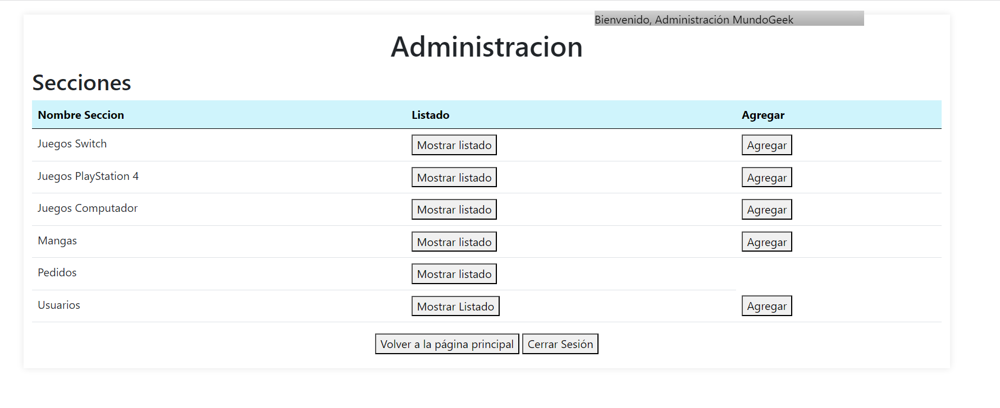 Bienvenido, Administración MundoGeek
Administracion
Secciones
Nombre Seccion Listado Agregar
Juegos Switch Mostrar listado Agregar
Juegos PlayStation 4 Mostrar listado Agregar
Juegos Computador Mostrar listado Agregar
Mangas Mostrar listado Agregar
Pedidos Mostrar listado
Usuarios Mostrar Listado Agregar
Volver a la página principal Cerrar Sesión